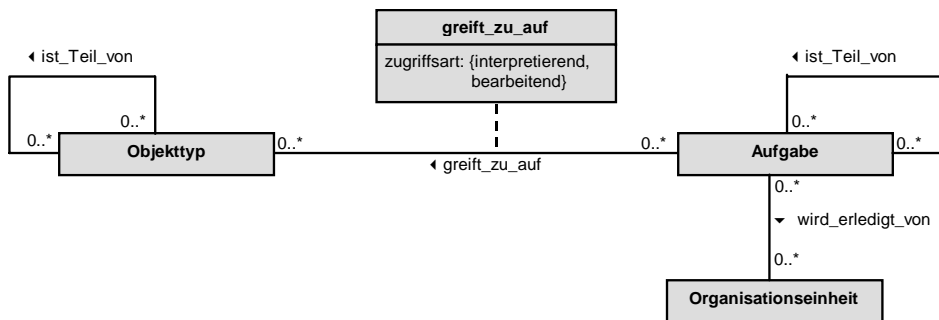 greift_zu_auf
zugriffsart: {interpretierend,
bearbeitend}
ist_Teil_von
ist_Teil_von
0..*
0..*
0..*
Objekttyp
0..*
0..*
Aufgabe
0..*
greift_zu_auf
0..*
wird_erledigt_von
0..*
Organisationseinheit